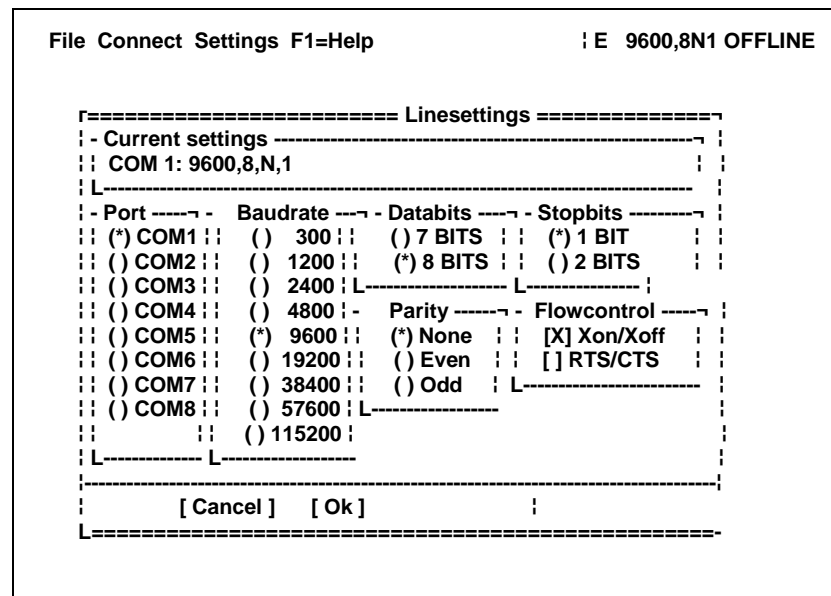 File Connect Settings F1=Help ¦ E 9600,8N1 OFFLINE
┌========================= Linesettings ==============¬
¦ - Current settings -----------------------------------------------------------¬ ¦
¦ ¦ COM 1: 9600,8,N,1 ¦ ¦
¦ L----------------------------------------------------------------------------------- ¦
¦ - Port -----¬ - Baudrate ---¬ - Databits ----¬ - Stopbits ---------¬ ¦
¦ ¦ (*) COM1 ¦ ¦ ( ) 300 ¦ ¦ ( ) 7 BITS ¦ ¦ (*) 1 BIT ¦ ¦
¦ ¦ ( ) COM2 ¦ ¦ ( ) 1200 ¦ ¦ (*) 8 BITS ¦ ¦ ( ) 2 BITS ¦ ¦
¦ ¦ ( ) COM3 ¦ ¦ ( ) 2400 ¦ L-------------------- L---------------- ¦
¦ ¦ ( ) COM4 ¦ ¦ ( ) 4800 ¦ - Parity ------¬ - Flowcontrol -----¬ ¦
¦ ¦ ( ) COM5 ¦ ¦ (*) 9600 ¦ ¦ (*) None ¦ ¦ [X] Xon/Xoff ¦ ¦
¦ ¦ ( ) COM6 ¦ ¦ ( ) 19200 ¦ ¦ ( ) Even ¦ ¦ [ ] RTS/CTS ¦ ¦
¦ ¦ ( ) COM7 ¦ ¦ ( ) 38400 ¦ ¦ ( ) Odd ¦ L------------------------- ¦
¦ ¦ ( ) COM8 ¦ ¦ ( ) 57600 ¦ L------------------ ¦
¦ ¦ ¦ ¦ ( ) 115200 ¦ ¦
¦ L-------------- L------------------- ¦
¦-----------------------------------------------------------------------------------------¦
¦ [ Cancel ] [ Ok ] ¦
L==================================================-